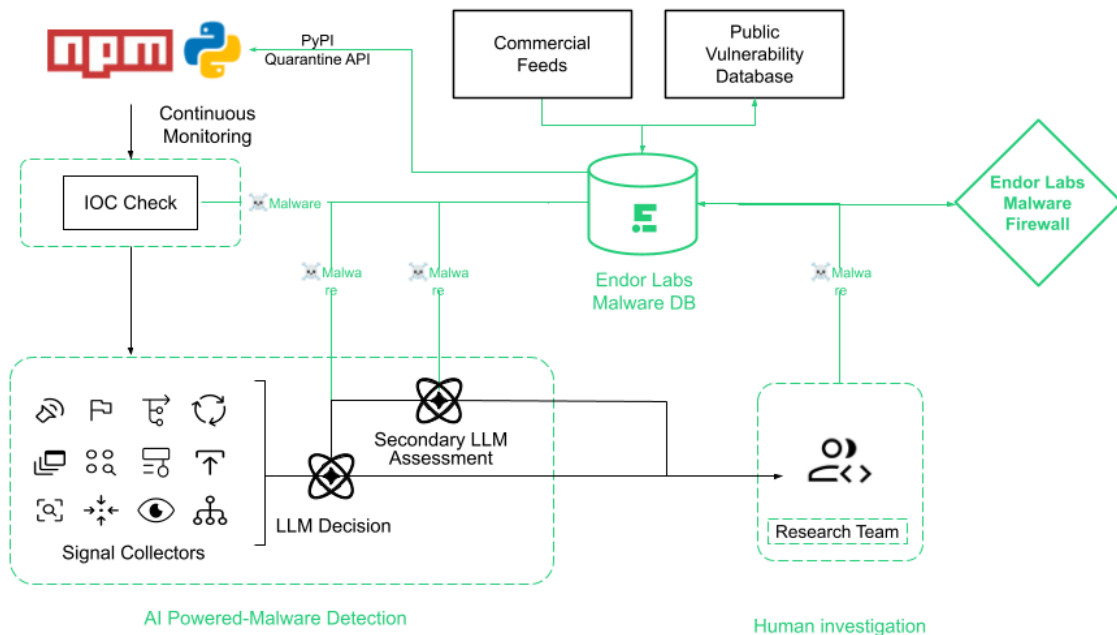 npm
PyPI
Quarantine API
Commercial
Feeds
Public
Vulnerability
Database
Continuous
Monitoring
IOC Check
Malware
Endor Labs
Malware
Firewall
Malwa
re
Malwa
re
Endor Labs
Malware DB
Malwa
re
Secondary LLM
Assessment
LLM Decision
Signal Collectors
Research Team
AI Powered-Malware Detection
Human investigation